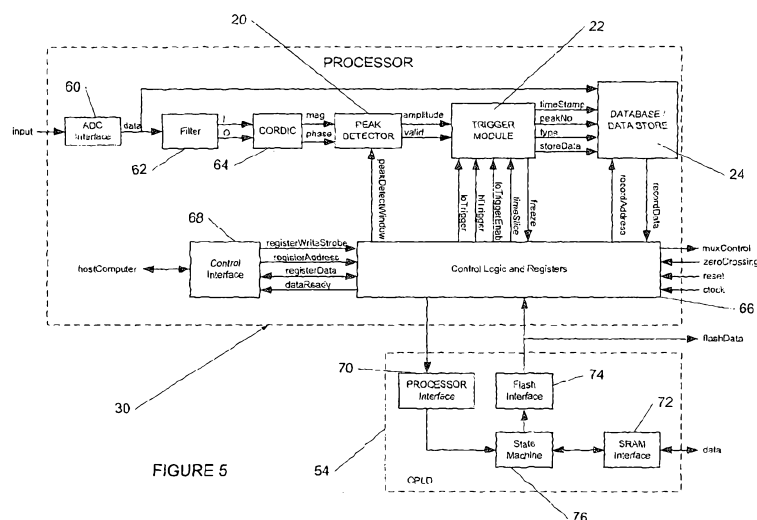 20
22
PROCESSOR
60
ADC
Interface
input
data
Filter
62
I
Q
CORDIC
64
mag
phase
PEAK
DETECTOR
amplitude
valid
TRIGGER
MODULE
timeStamp
peakNo
type
storeData
DATABASE /
DATA STORE
24
peakDetectWindow
loTrigger
hiTrigger
loTriggerEnab
timeSlice
freeze
recordAddress
recordData
68
Control
Interface
hostComputer
registerWriteStrobe
registerAddress
registerData
dataReady
Control Logic and Registers
muxControl
zeroCrossing
reset
clock
66
flashData
30
70
PROCESSOR
Interface
Flash
Interface
74
72
State
Machine
SRAM
Interface
data
54
CPLD
76
FIGURE 5